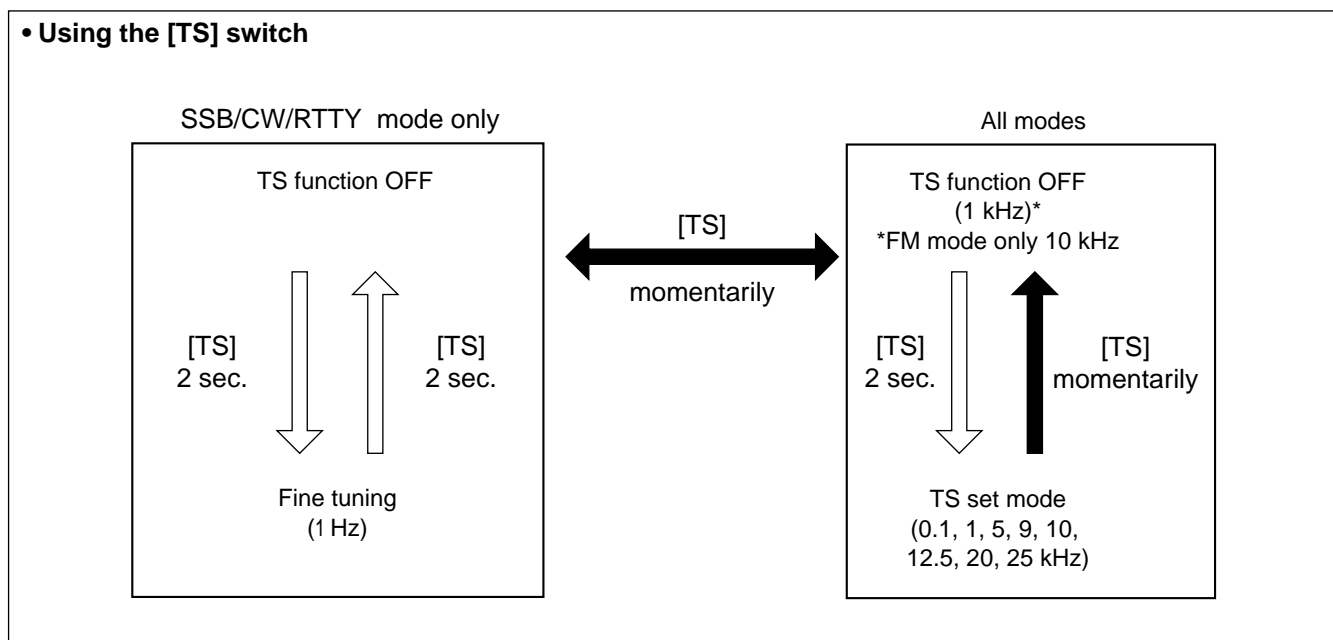 • Using the [TS] switch
SSB/CW/RTTY mode only
TS function OFF
[TS]
2 sec.
[TS]
2 sec.
Fine tuning
(1 Hz)
[TS]
momentarily
All modes
TS function OFF
(1 kHz)*
*FM mode only 10 kHz
[TS]
2 sec.
[TS]
momentarily
TS set mode
(0.1, 1, 5, 9, 10,
12.5, 20, 25 kHz)